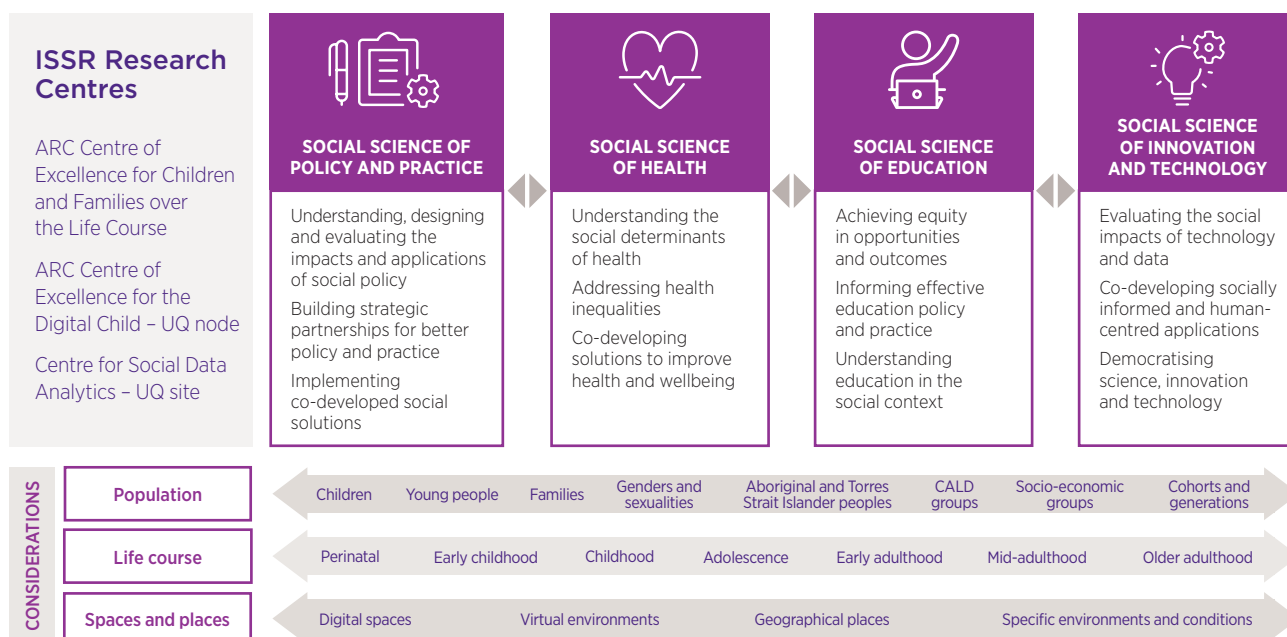 ISSR Research
Centres
ARC Centre of
Excellence for Children
and Families over
the Life Course
ARC Centre of
Excellence for the
Digital Child – UQ node
Centre for Social Data
Analytics – UQ site
SOCIAL SCIENCE OF
POLICY AND PRACTICE
Understanding, designing
and evaluating the
impacts and applications
of social policy
Building strategic
partnerships for better
policy and practice
Implementing
co-developed social
solutions
SOCIAL SCIENCE
OF HEALTH
Understanding the
social determinants
of health
Addressing health
inequalities
Co-developing
solutions to improve
health and wellbeing
SOCIAL SCIENCE
OF EDUCATION
Achieving equity
in opportunities
and outcomes
Informing effective
education policy
and practice
Understanding
education in the
social context
SOCIAL SCIENCE
OF INNOVATION
AND TECHNOLOGY
Evaluating the social
impacts of technology
and data
Co-developing socially
informed and human-
centred applications
Democratising
science, innovation
and technology
CONSIDERATIONS
Population
Children
Young people
Families
Genders and
sexualities
Aboriginal and Torres
Strait Islander peoples
CALD
groups
Socio-economic
groups
Cohorts and
generations
Life course
Perinatal
Early childhood
Childhood
Adolescence
Early adulthood
Mid-adulthood
Older adulthood
Spaces and places
Digital spaces
Virtual environments
Geographical places
Specific environments and conditions